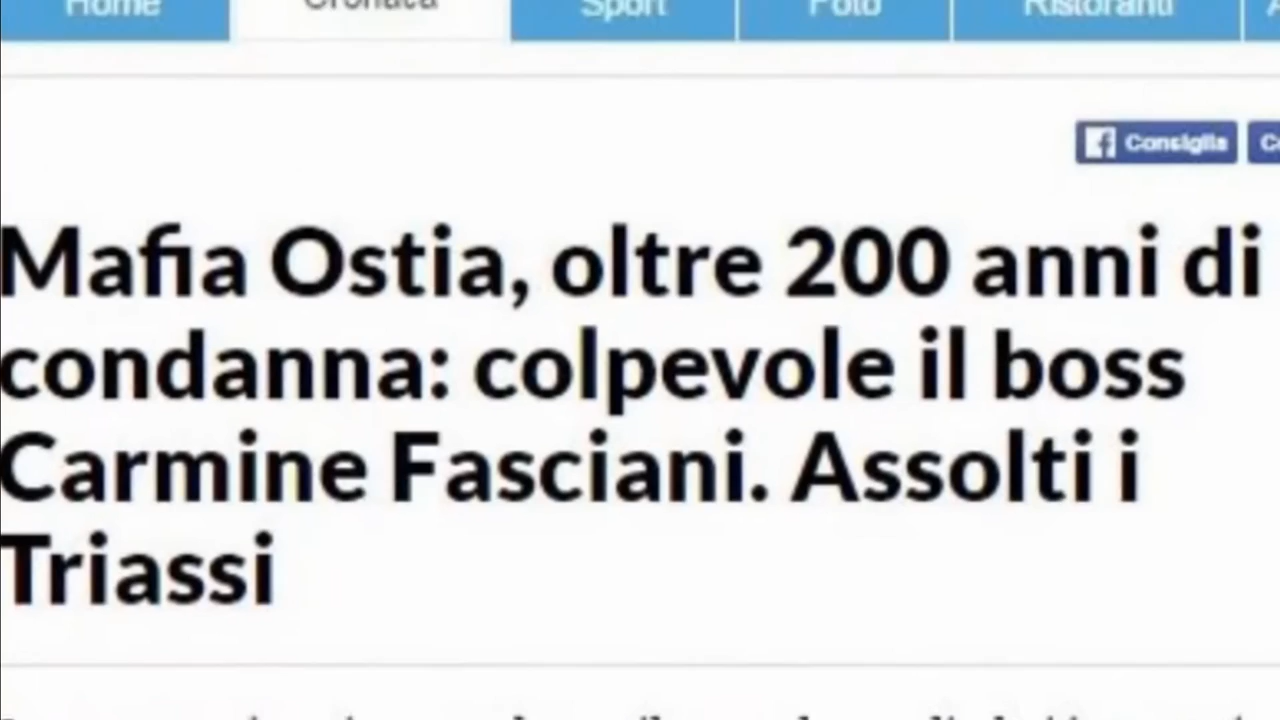 Home Cronaca Sport Foto Ristoranti
Consiglia
Mafia Ostia, oltre 200 anni di
condanna: colpevole il boss
Carmine Fasciani. Assolti i
Triassi